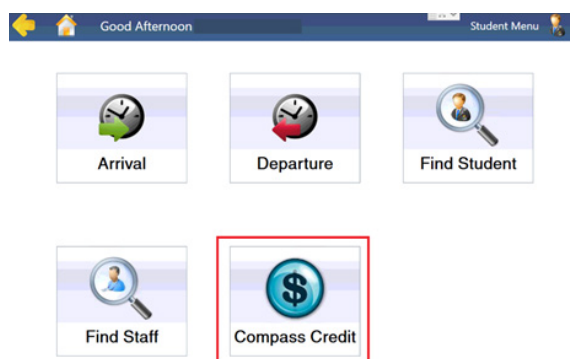 Good Afternoon
Student Menu
Arrival
Departure
Find Student
Find Staff
Compass Credit
$